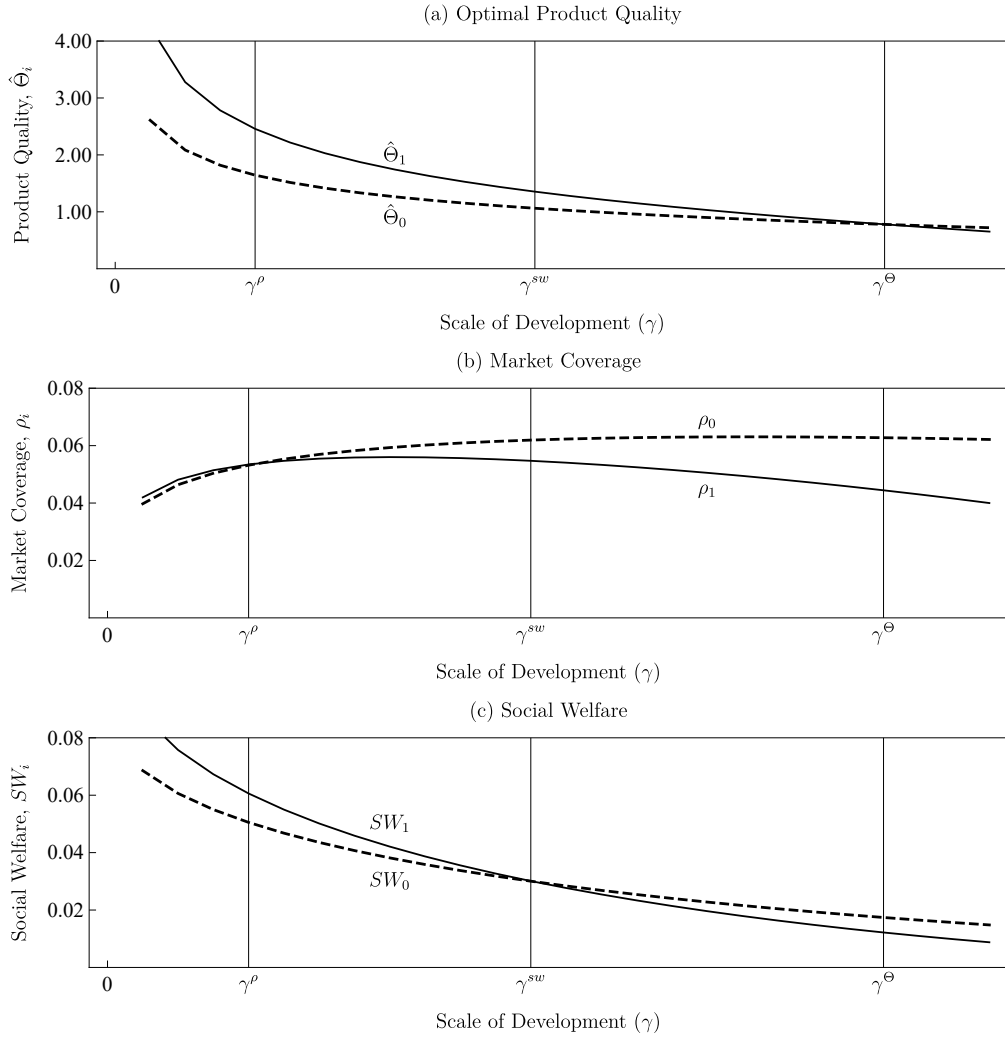 (a) Optimal Product Quality
Product Quality, Θ̂ᵢ
4.00
3.00
2.00
1.00
Θ̂₁
Θ̂₀
0 γ^ρ γ^sw γ^Θ
Scale of Development (γ)
(b) Market Coverage
Market Coverage, ρᵢ
0.08
0.06
0.04
0.02
ρ₀
ρ₁
0 γ^ρ γ^sw γ^Θ
Scale of Development (γ)
(c) Social Welfare
Social Welfare, SWᵢ
0.08
0.06
0.04
0.02
SW₁
SW₀
0 γ^ρ γ^sw γ^Θ
Scale of Development (γ)